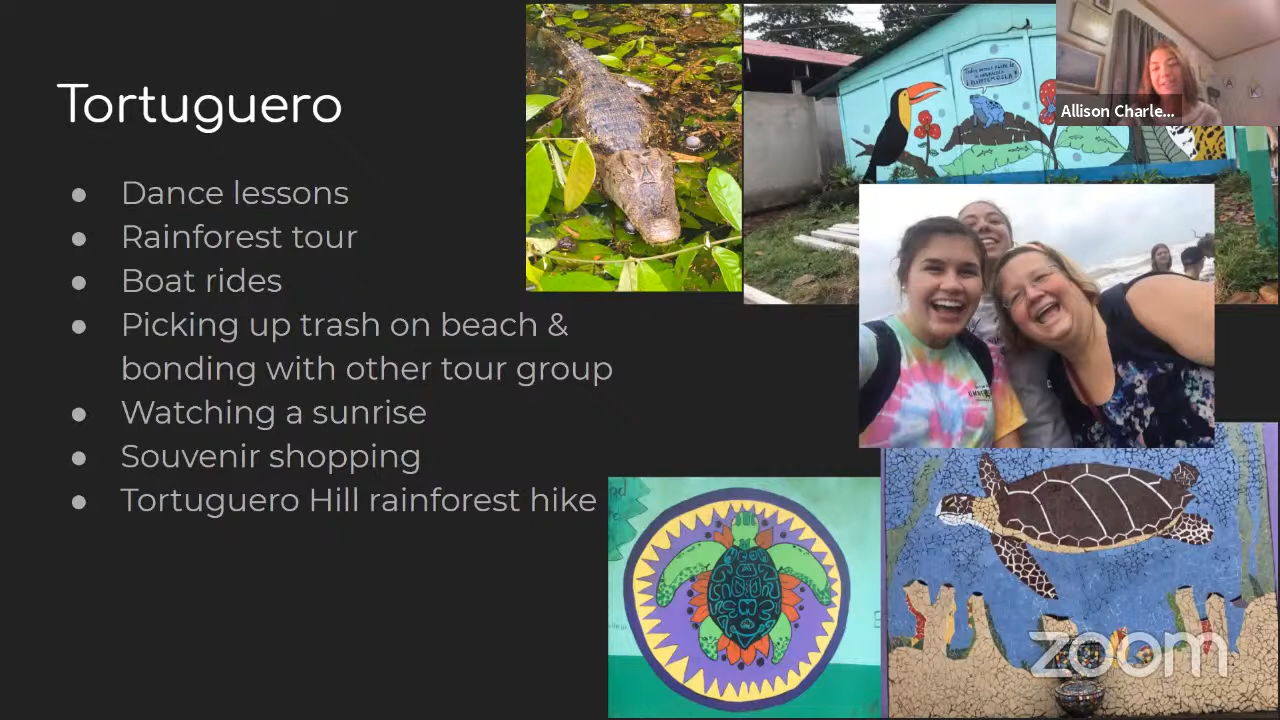 Tortuguero
● Dance lessons
● Rainforest tour
● Boat rides
● Picking up trash on beach &
bonding with other tour group
● Watching a sunrise
● Souvenir shopping
● Tortuguero Hill rainforest hike
Allison Charle...
zoom